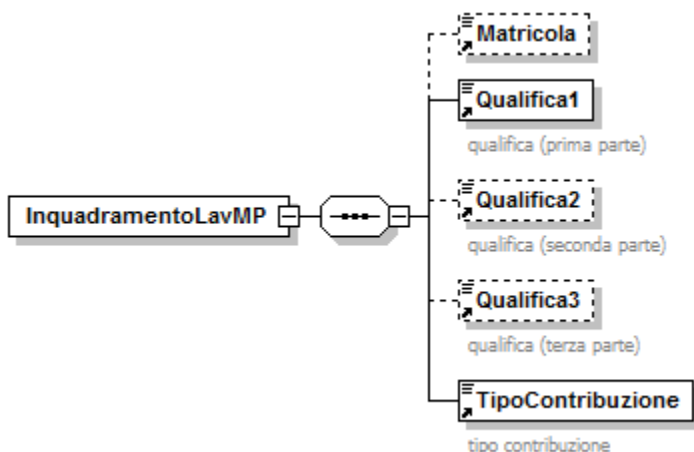 Matricola
Qualifica1
qualifica (prima parte)
InquadramentoLavMP
Qualifica2
qualifica (seconda parte)
Qualifica3
qualifica (terza parte)
TipoContribuzione
tipo contribuzione